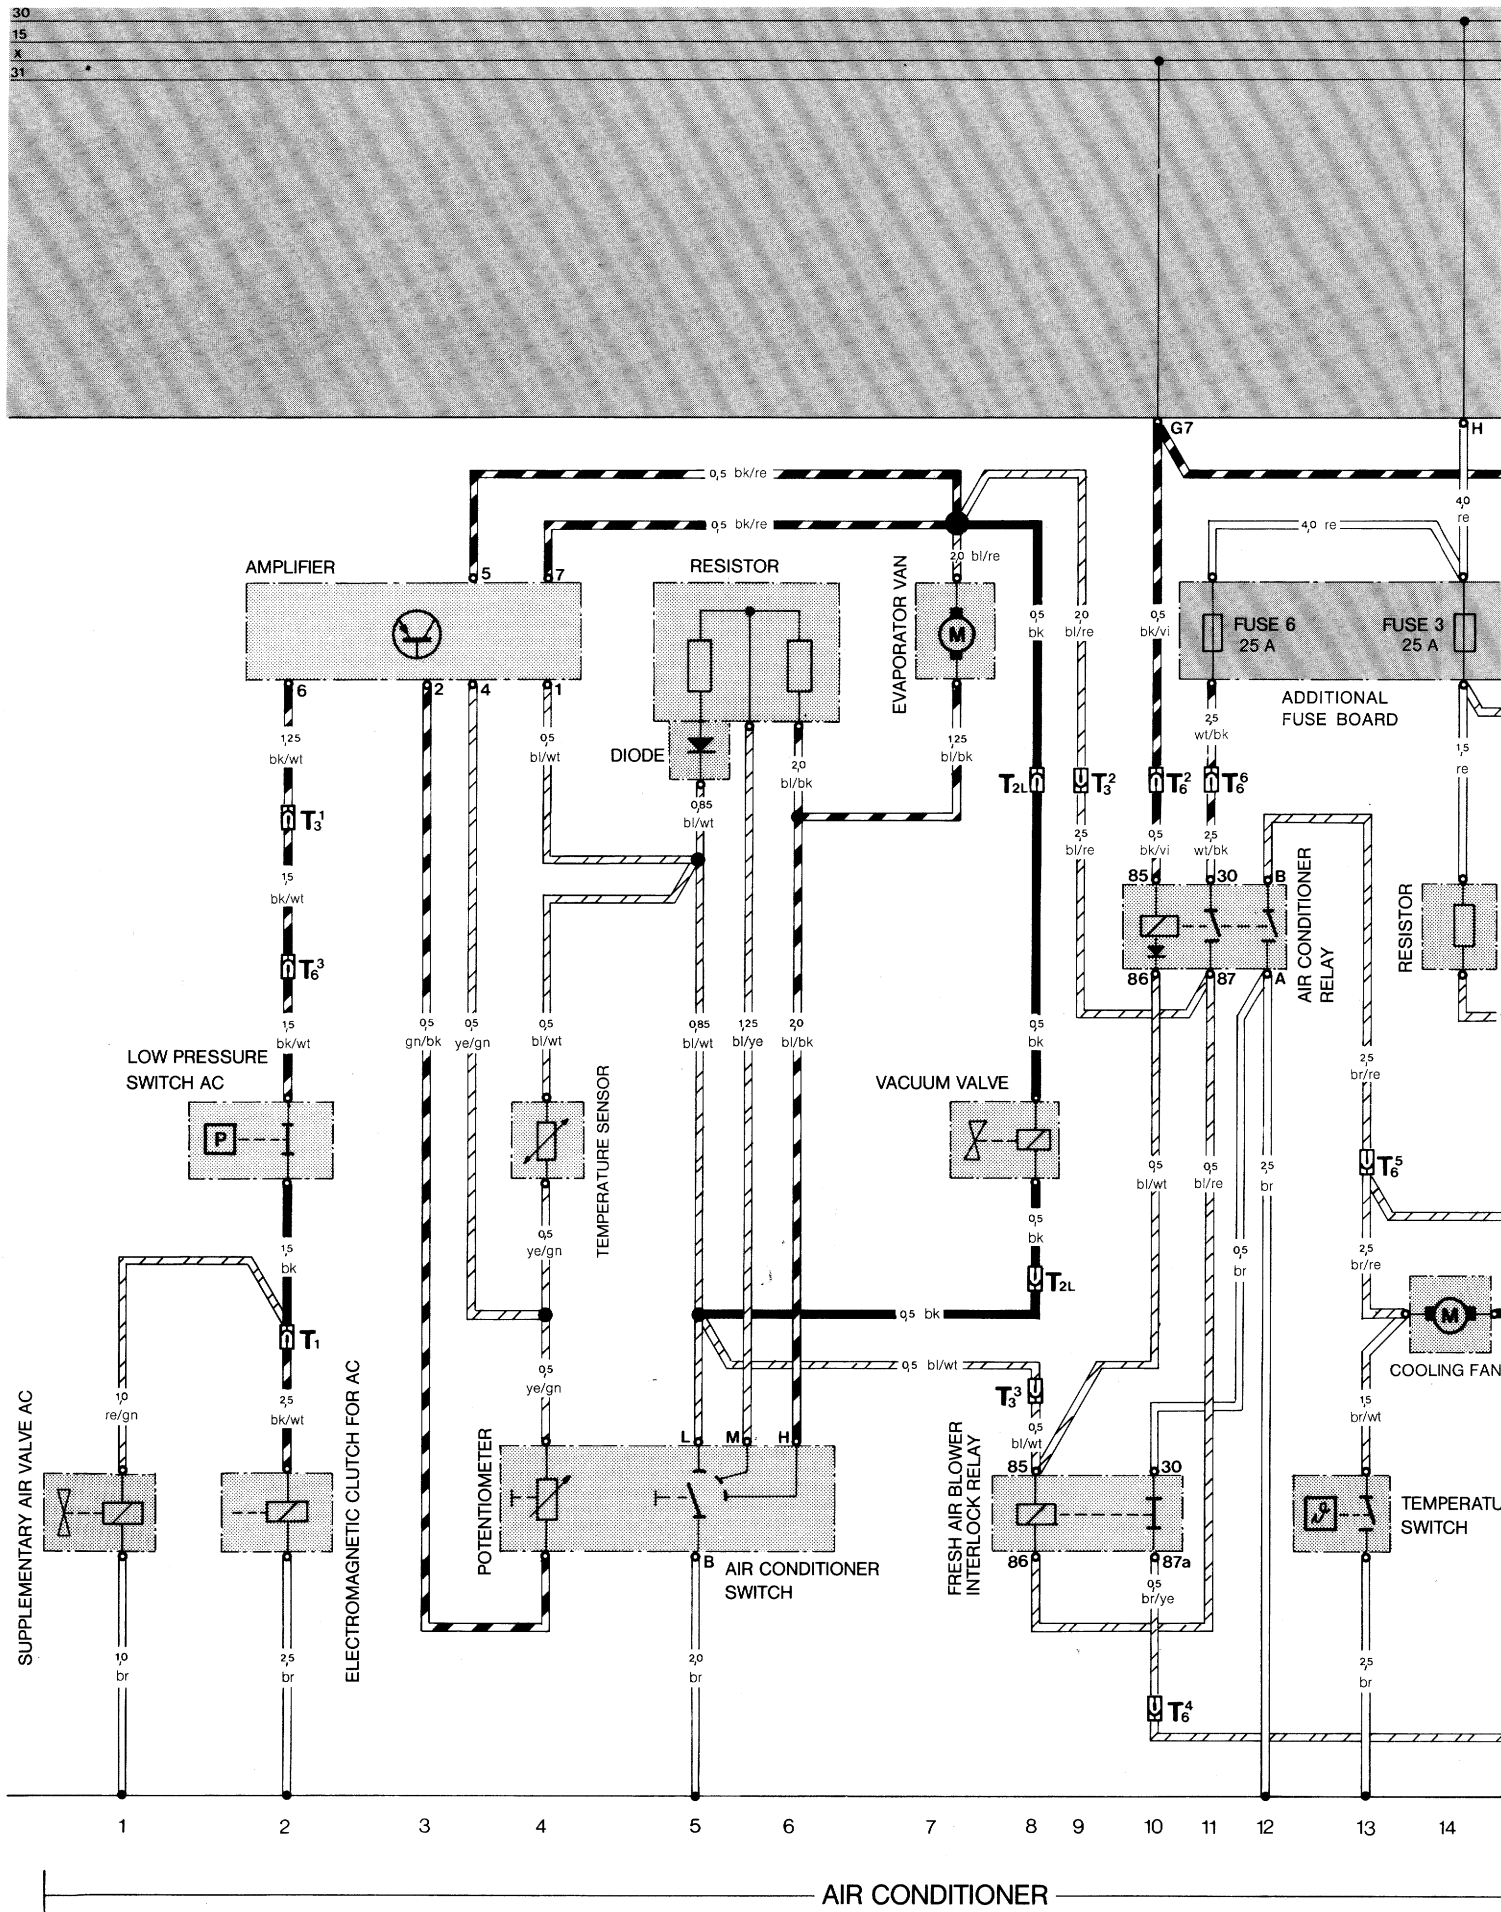 30
15
x
31
G7
H
0,5 bk/re
0,5 bk/re
4,0 re
4,0
re
2,0 bl/re
AMPLIFIER
5
7
RESISTOR
EVAPORATOR VAN
M
0,5
bk
2,0
bl/re
0,5
bk/vi
FUSE 6
25 A
FUSE 3
25 A
ADDITIONAL
FUSE BOARD
6
2
4
1
1,25
bk/wt
0,5
bl/wt
DIODE
2,0
bl/bk
1,25
bl/bk
2,5
wt/bk
1,5
re
T2L
T3²
T6²
T6⁶
T3¹
0,85
bl/wt
2,5
bl/re
0,5
bk/vi
2,5
wt/bk
1,5
bk/wt
85
30
B
AIR CONDITIONER
RELAY
RESISTOR
T6³
86
87
A
1,5
bk/wt
0,5
gn/bk
0,5
ye/gn
0,5
bl/wt
0,85
bl/wt
1,25
bl/ye
2,0
bl/bk
0,5
bk
2,5
br/re
LOW PRESSURE
SWITCH AC
P
TEMPERATURE SENSOR
VACUUM VALVE
0,5
bl/wt
0,5
bl/re
2,5
br
T6⁵
0,5
ye/gn
0,5
bk
1,5
bk
0,5
br
2,5
br/re
T2L
0,5 bk
T1
M
COOLING FAN
0,5 bl/wt
0,5
ye/gn
T3³
1,0
re/gn
2,5
bk/wt
1,5
br/wt
0,5
bl/wt
SUPPLEMENTARY AIR VALVE AC
ELECTROMAGNETIC CLUTCH FOR AC
POTENTIOMETER
L
M
H
FRESH AIR BLOWER
INTERLOCK RELAY
85
30
TEMPERATU
SWITCH
B
AIR CONDITIONER
SWITCH
86
87a
0,5
br/ye
1,0
br
2,5
br
2,0
br
2,5
br
T6⁴
1 2 3 4 5 6 7 8 9 10 11 12 13 14
AIR CONDITIONER